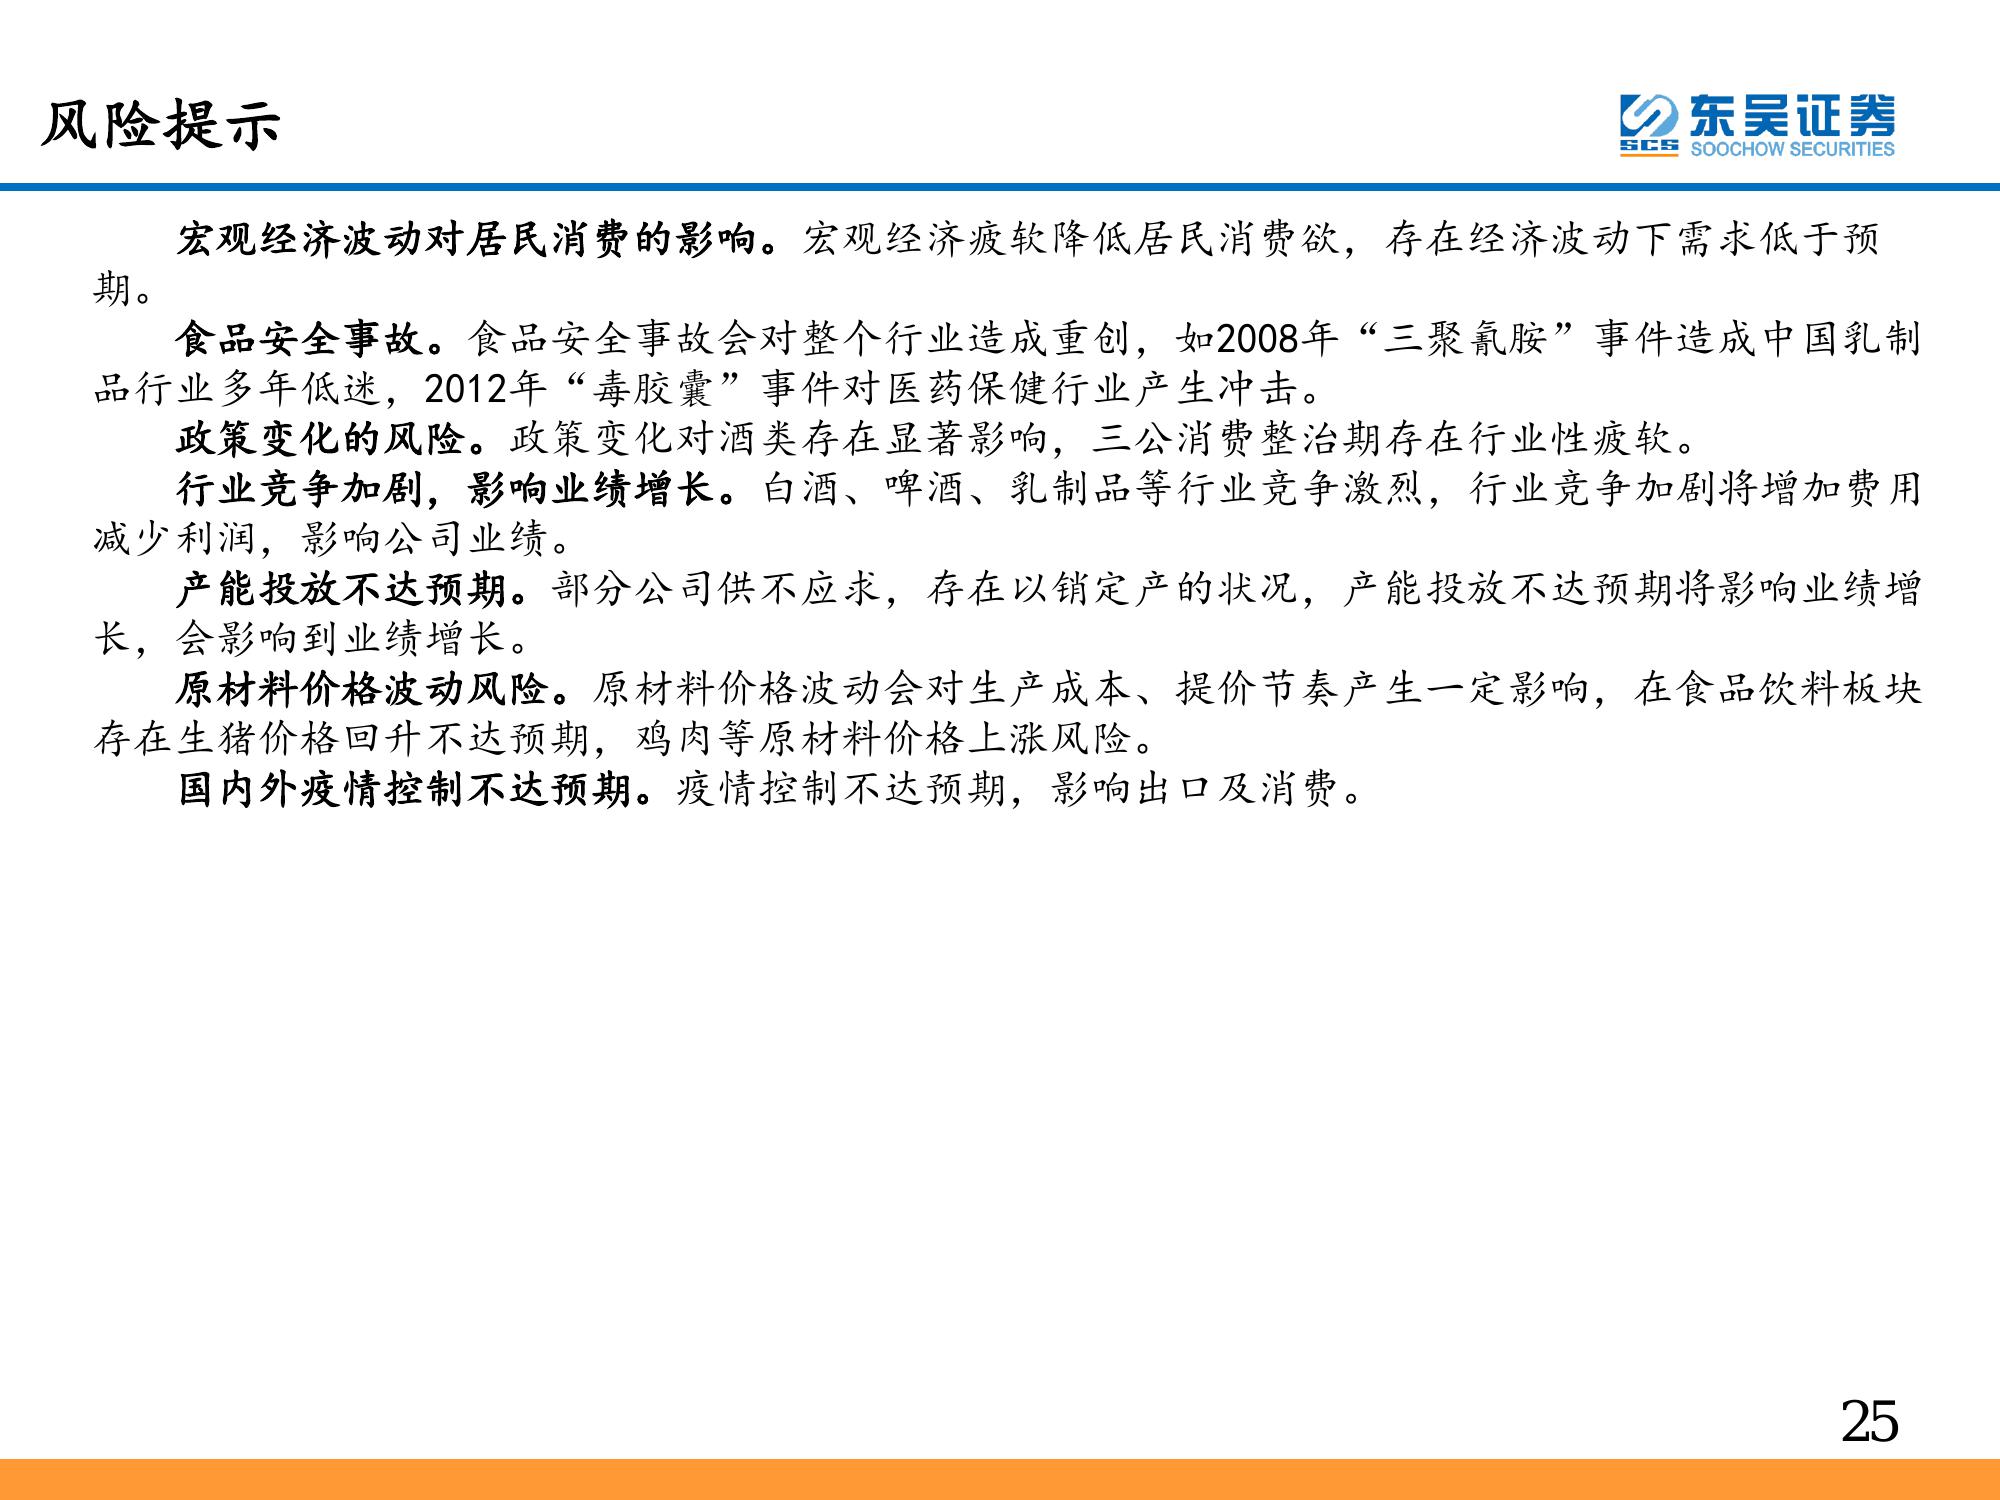 风险提示
东吴证券
SCS
SOOCHOW SECURITIES
宏观经济波动对居民消费的影响。宏观经济疲软降低居民消费欲，存在经济波动下需求低于预
期。
食品安全事故。食品安全事故会对整个行业造成重创，如2008年“三聚氰胺”事件造成中国乳制
品行业多年低迷，2012年“毒胶囊”事件对医药保健行业产生冲击。
政策变化的风险。政策变化对酒类存在显著影响，三公消费整治期存在行业性疲软。
行业竞争加剧，影响业绩增长。白酒、啤酒、乳制品等行业竞争激烈，行业竞争加剧将增加费用
减少利润，影响公司业绩。
产能投放不达预期。部分公司供不应求，存在以销定产的状况，产能投放不达预期将影响业绩增
长，会影响到业绩增长。
原材料价格波动风险。原材料价格波动会对生产成本、提价节奏产生一定影响，在食品饮料板块
存在生猪价格回升不达预期，鸡肉等原材料价格上涨风险。
国内外疫情控制不达预期。疫情控制不达预期，影响出口及消费。
25